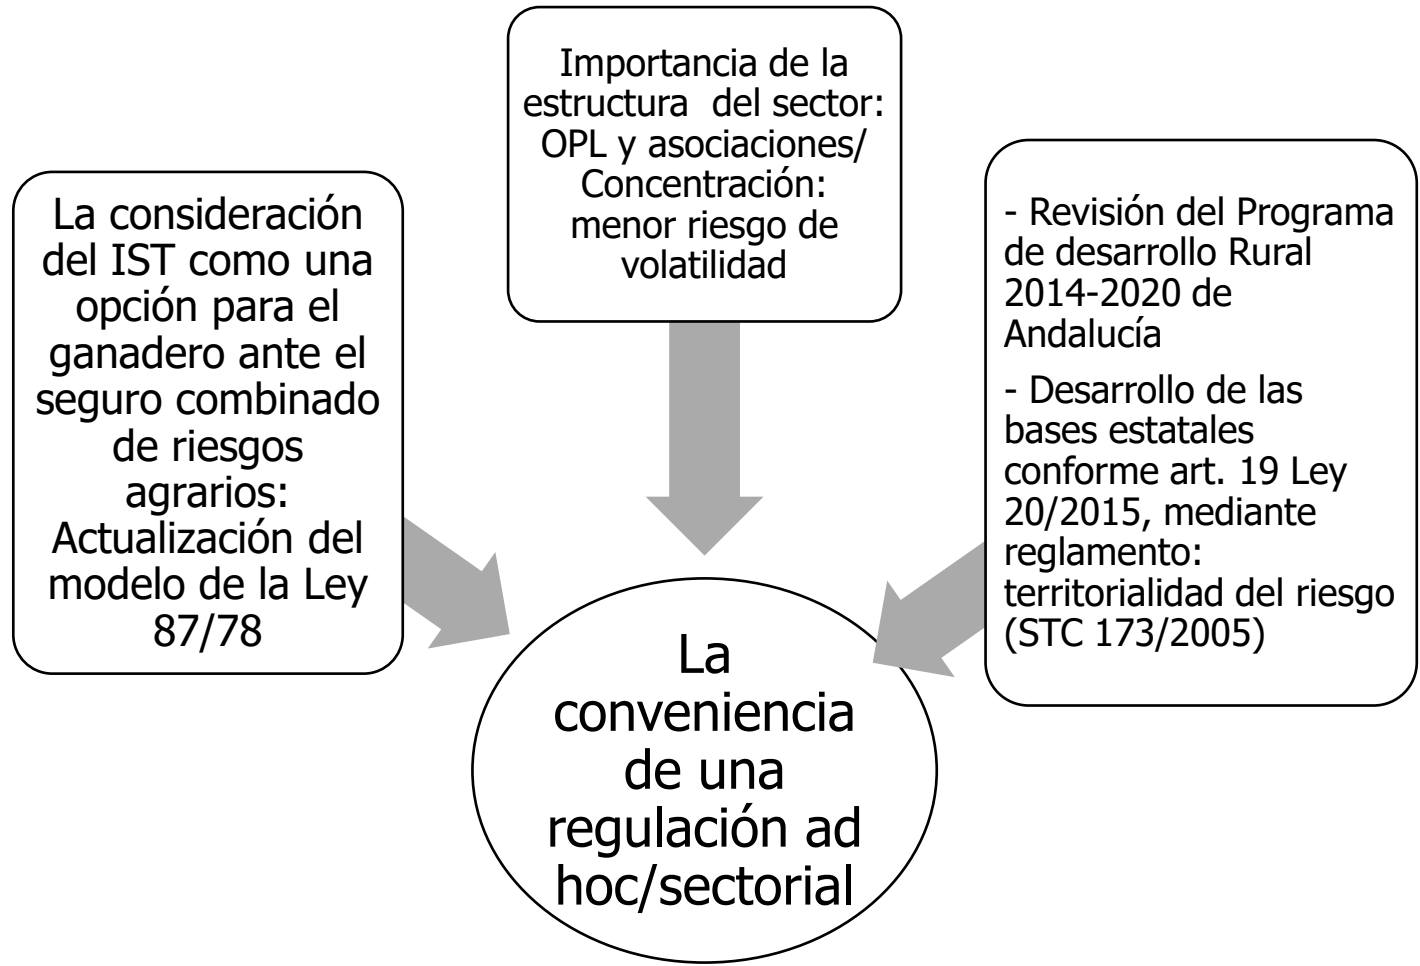 La consideración
del IST como una
opción para el
ganadero ante el
seguro combinado
de riesgos
agrarios:
Actualización del
modelo de la Ley
87/78
Importancia de la
estructura  del sector:
OPL y asociaciones/
Concentración:
menor riesgo de
volatilidad
- Revisión del Programa
de desarrollo Rural
2014-2020 de
Andalucía
- Desarrollo de las
bases estatales
conforme art. 19 Ley
20/2015, mediante
reglamento:
territorialidad del riesgo
(STC 173/2005)
La
conveniencia
de una
regulación ad
hoc/sectorial